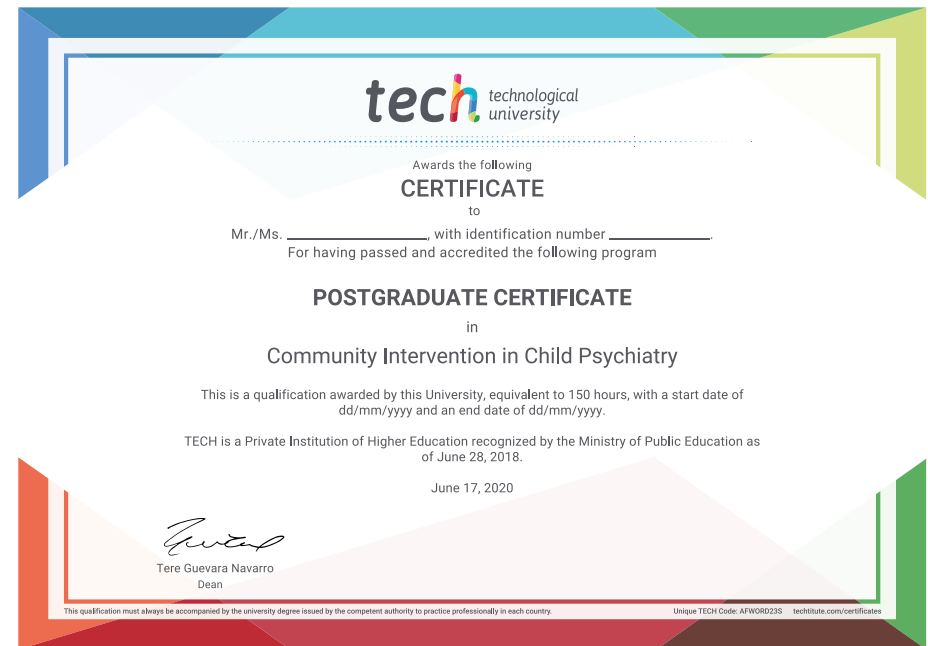 tech technological
university
Awards the following
CERTIFICATE
to
Mr./Ms. ____________________, with identification number ______________.
For having passed and accredited the following program
POSTGRADUATE CERTIFICATE
in
Community Intervention in Child Psychiatry
This is a qualification awarded by this University, equivalent to 150 hours, with a start date of
dd/mm/yyyy and an end date of dd/mm/yyyy.
TECH is a Private Institution of Higher Education recognized by the Ministry of Public Education as
of June 28, 2018.
June 17, 2020
Tere Guevara Navarro
Dean
This qualification must always be accompanied by the university degree issued by the competent authority to practice professionally in each country.
Unique TECH Code: AFWORD23S techtitute.com/certificates